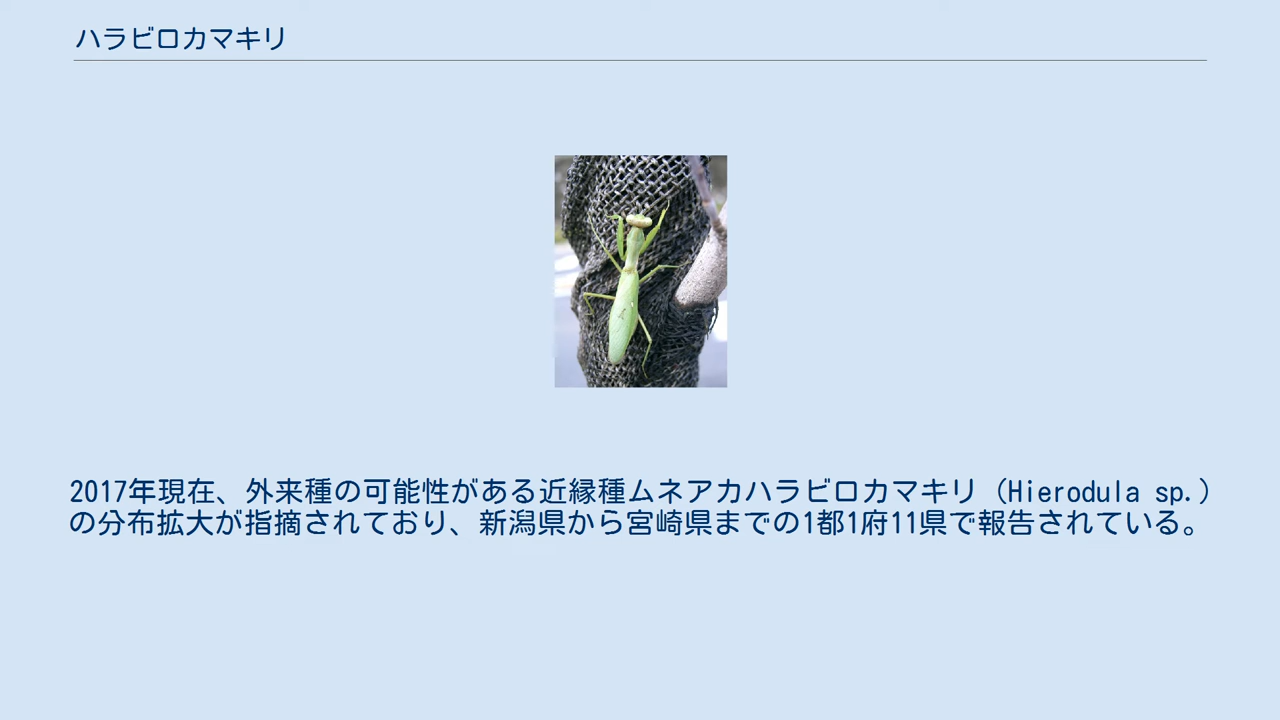 ハラビロカマキリ
2017年現在、外来種の可能性がある近縁種ムネアカハラビロカマキリ（Hierodula sp.）
の分布拡大が指摘されており、新潟県から宮崎県までの1都1府11県で報告されている。